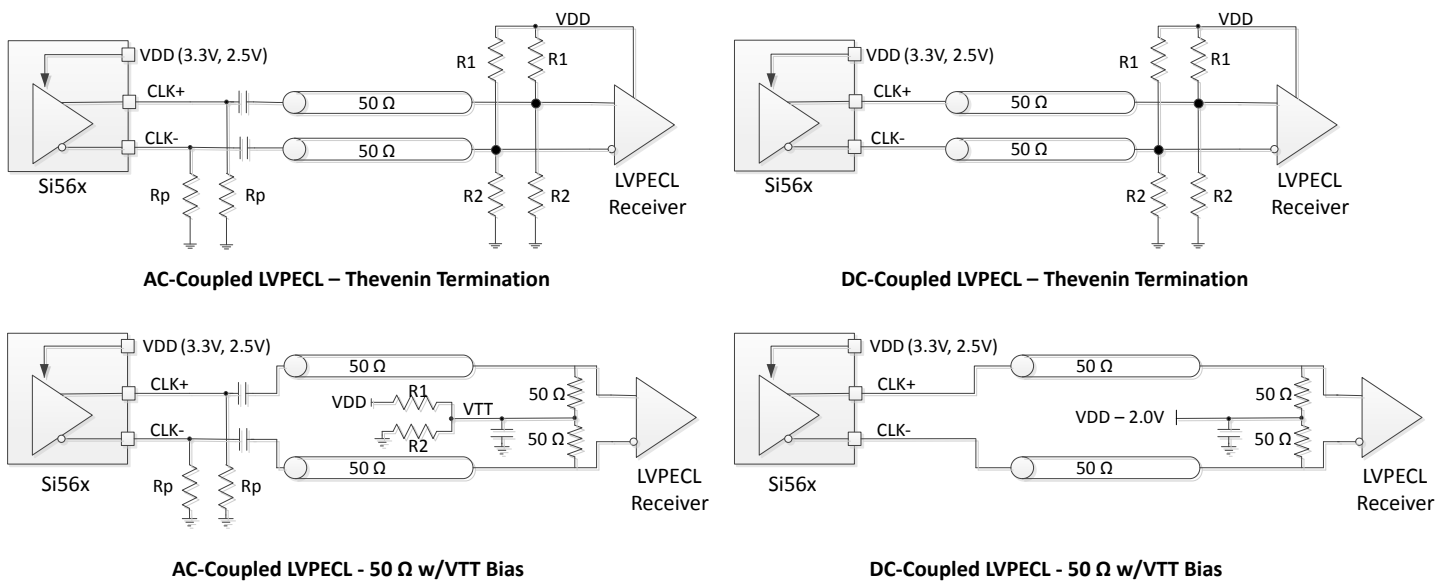 VDD
VDD (3.3V, 2.5V)
R1
R1
CLK+
50 Ω
CLK-
50 Ω
Si56x
Rp
Rp
R2
R2
LVPECL
Receiver
AC-Coupled LVPECL – Thevenin Termination
VDD
VDD (3.3V, 2.5V)
R1
R1
CLK+
50 Ω
CLK-
50 Ω
Si56x
R2
R2
LVPECL
Receiver
DC-Coupled LVPECL – Thevenin Termination
VDD (3.3V, 2.5V)
50 Ω
CLK+
R1
VDD
VTT
50 Ω
CLK-
R2
50 Ω
50 Ω
Si56x
Rp
Rp
LVPECL
Receiver
AC-Coupled LVPECL - 50 Ω w/VTT Bias
VDD (3.3V, 2.5V)
50 Ω
CLK+
50 Ω
VDD – 2.0V
CLK-
50 Ω
50 Ω
Si56x
LVPECL
Receiver
DC-Coupled LVPECL - 50 Ω w/VTT Bias